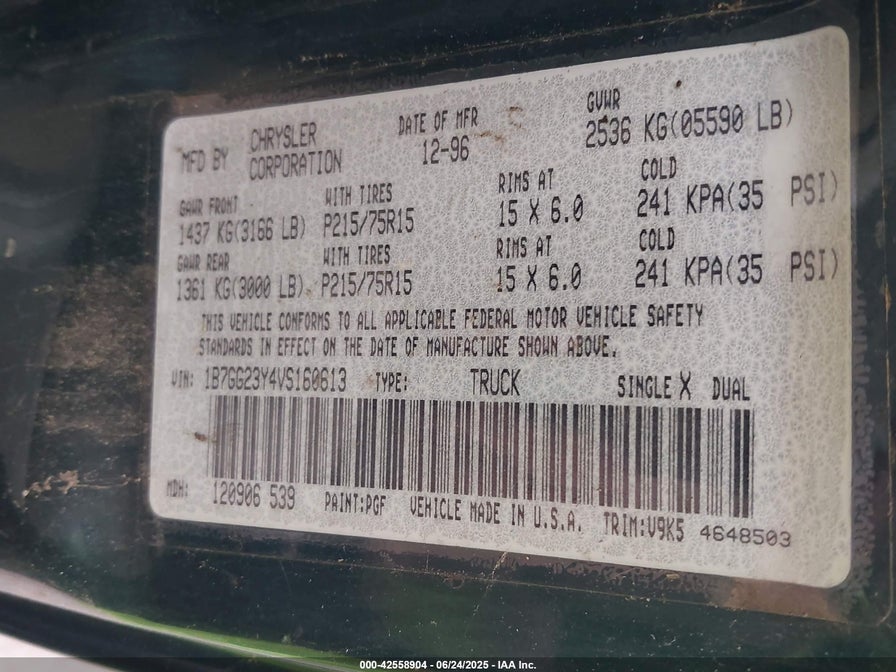 MFD BY CHRYSLER CORPORATION DATE OF MFR 12-96 GVWR 2536 KG(05590 LB)
GAWR FRONT WITH TIRES RIMS AT COLD
1437 KG(3166 LB) P215/75R15 15 X 6.0 241 KPA(35 PSI)
GAWR REAR WITH TIRES RIMS AT COLD
1361 KG(3000 LB) P215/75R15 15 X 6.0 241 KPA(35 PSI)
THIS VEHICLE CONFORMS TO ALL APPLICABLE FEDERAL MOTOR VEHICLE SAFETY
STANDARDS IN EFFECT ON THE DATE OF MANUFACTURE SHOWN ABOVE.
VIN: 1B7GG23Y4VS160613 TYPE: TRUCK SINGLE X DUAL
MDH: 120906 539 PAINT:PGF VEHICLE MADE IN U.S.A. TRIM:V9K5 4648503
000-42558904 - 06/24/2025 - IAA Inc.